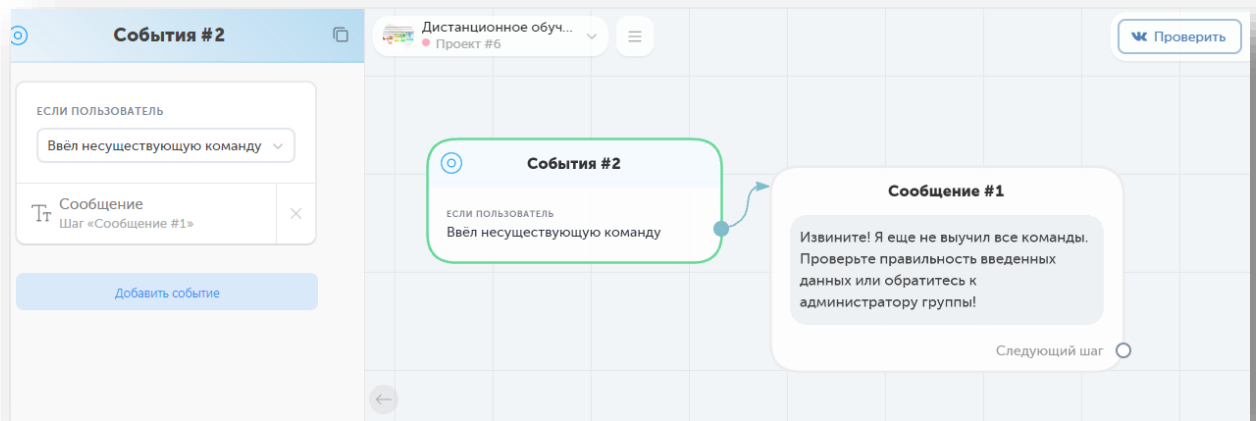 События #2
ЕСЛИ ПОЛЬЗОВАТЕЛЬ
Ввёл несуществующую команду
Сообщение
Шаг «Сообщение #1»
Добавить событие
Дистанционное обуч...
Проект #6
Проверить
События #2
ЕСЛИ ПОЛЬЗОВАТЕЛЬ
Ввёл несуществующую команду
Сообщение #1
Извините! Я еще не выучил все команды.
Проверьте правильность введенных
данных или обратитесь к
администратору группы!
Следующий шаг